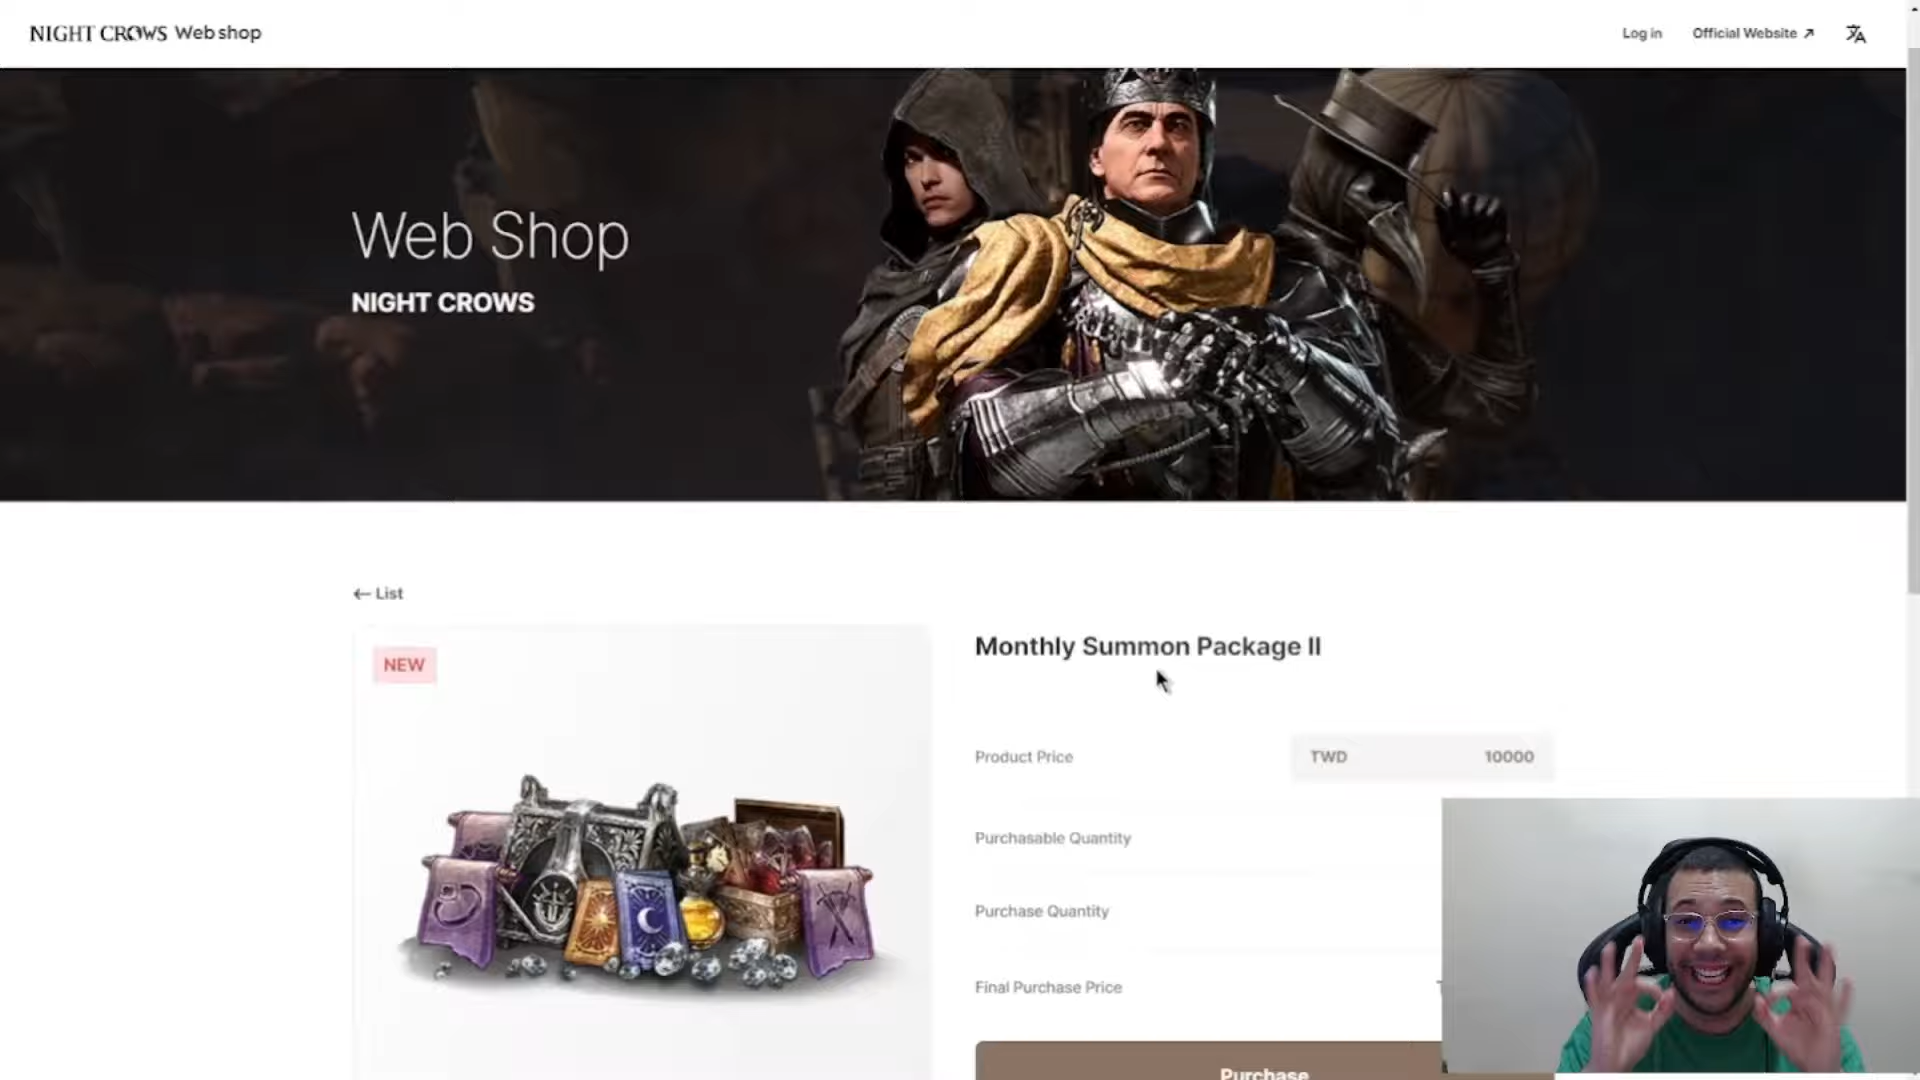 NIGHT CROWS Web shop
Log in
Official Website
Web Shop
NIGHT CROWS
List
NEW
Monthly Summon Package II
Product Price
TWD 10000
Purchasable Quantity
Purchase Quantity
Final Purchase Price
Purchase